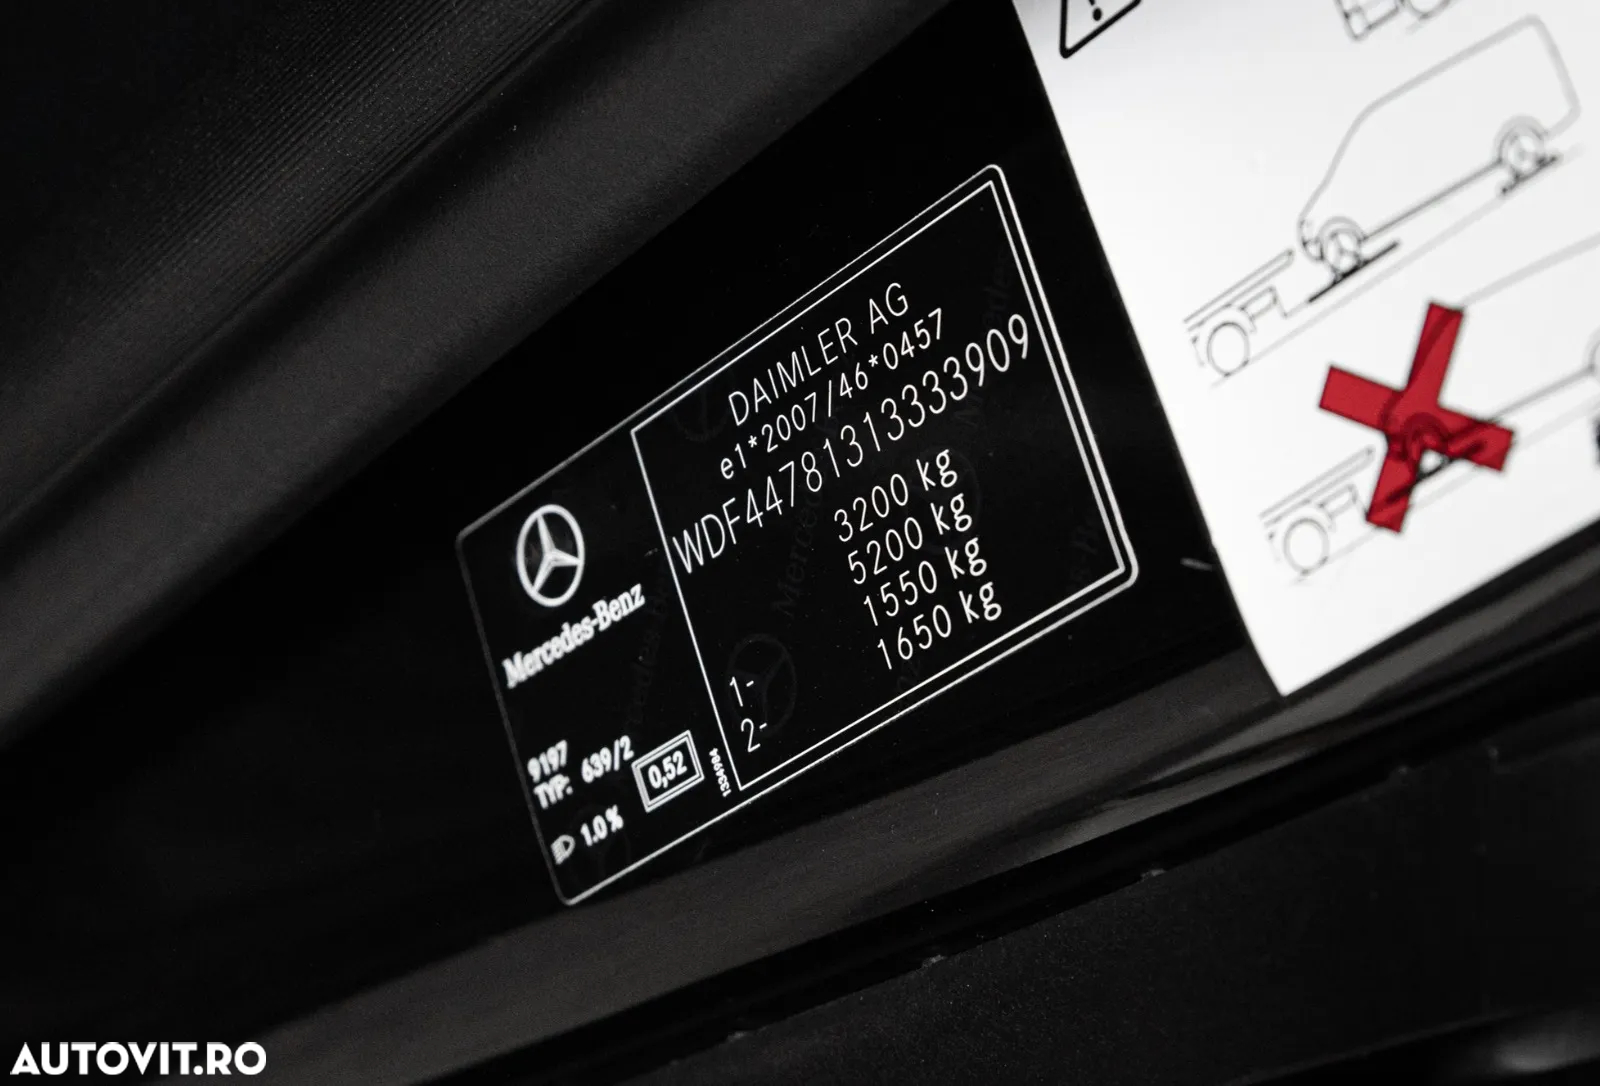 DAIMLER AG
e1*2007/46*0457
WDF44781313333909
3200 kg
5200 kg
1- 1550 kg
2- 1650 kg
Mercedes-Benz
9197
TYP: 639/2
0,52
1.0 %
1334984
AUTOVIT.RO